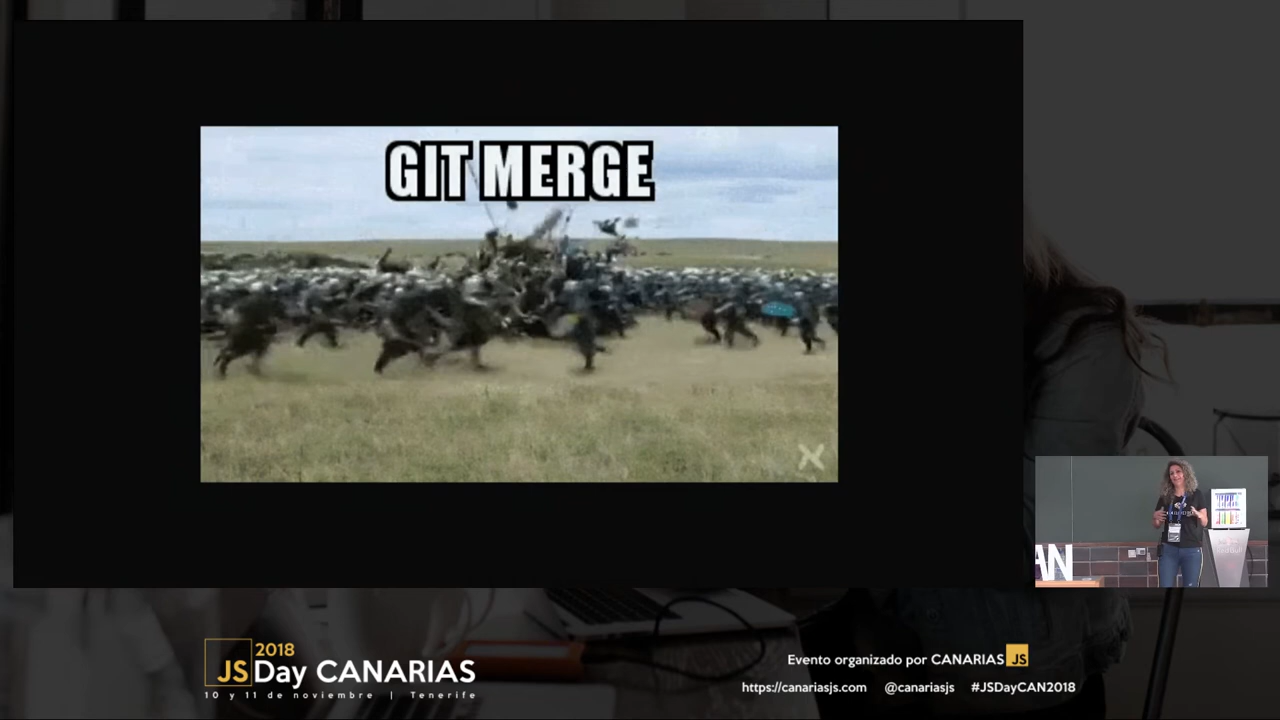 GIT MERGE
AN
2018
JS Day CANARIAS
10 y 11 de noviembre | Tenerife
Evento organizado por CANARIAS JS
https://canariasjs.com @canariasjs #JSDayCAN2018